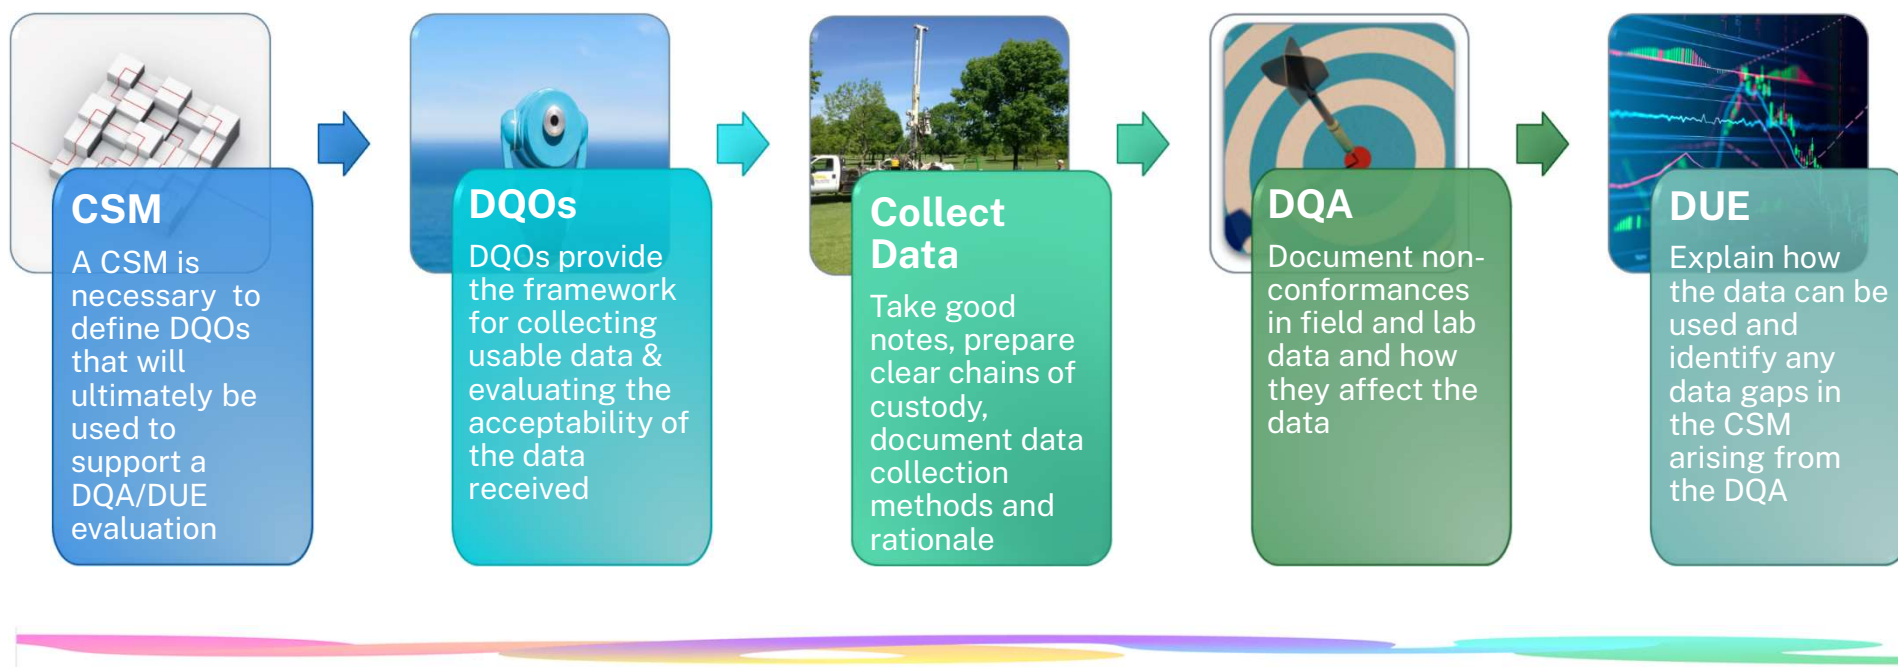 CSM
A CSM is
necessary to
define DQOs
that will
ultimately be
used to
support a
DQA/DUE
evaluation
DQOs
DQOs provide
the framework
for collecting
usable data &
evaluating the
acceptability of
the data
received
Collect
Data
Take good
notes, prepare
clear chains of
custody,
document data
collection
methods and
rationale
DQA
Document non-
conformances
in field and lab
data and how
they affect the
data
DUE
Explain how
the data can be
used and
identify any
data gaps in
the CSM
arising from
the DQA